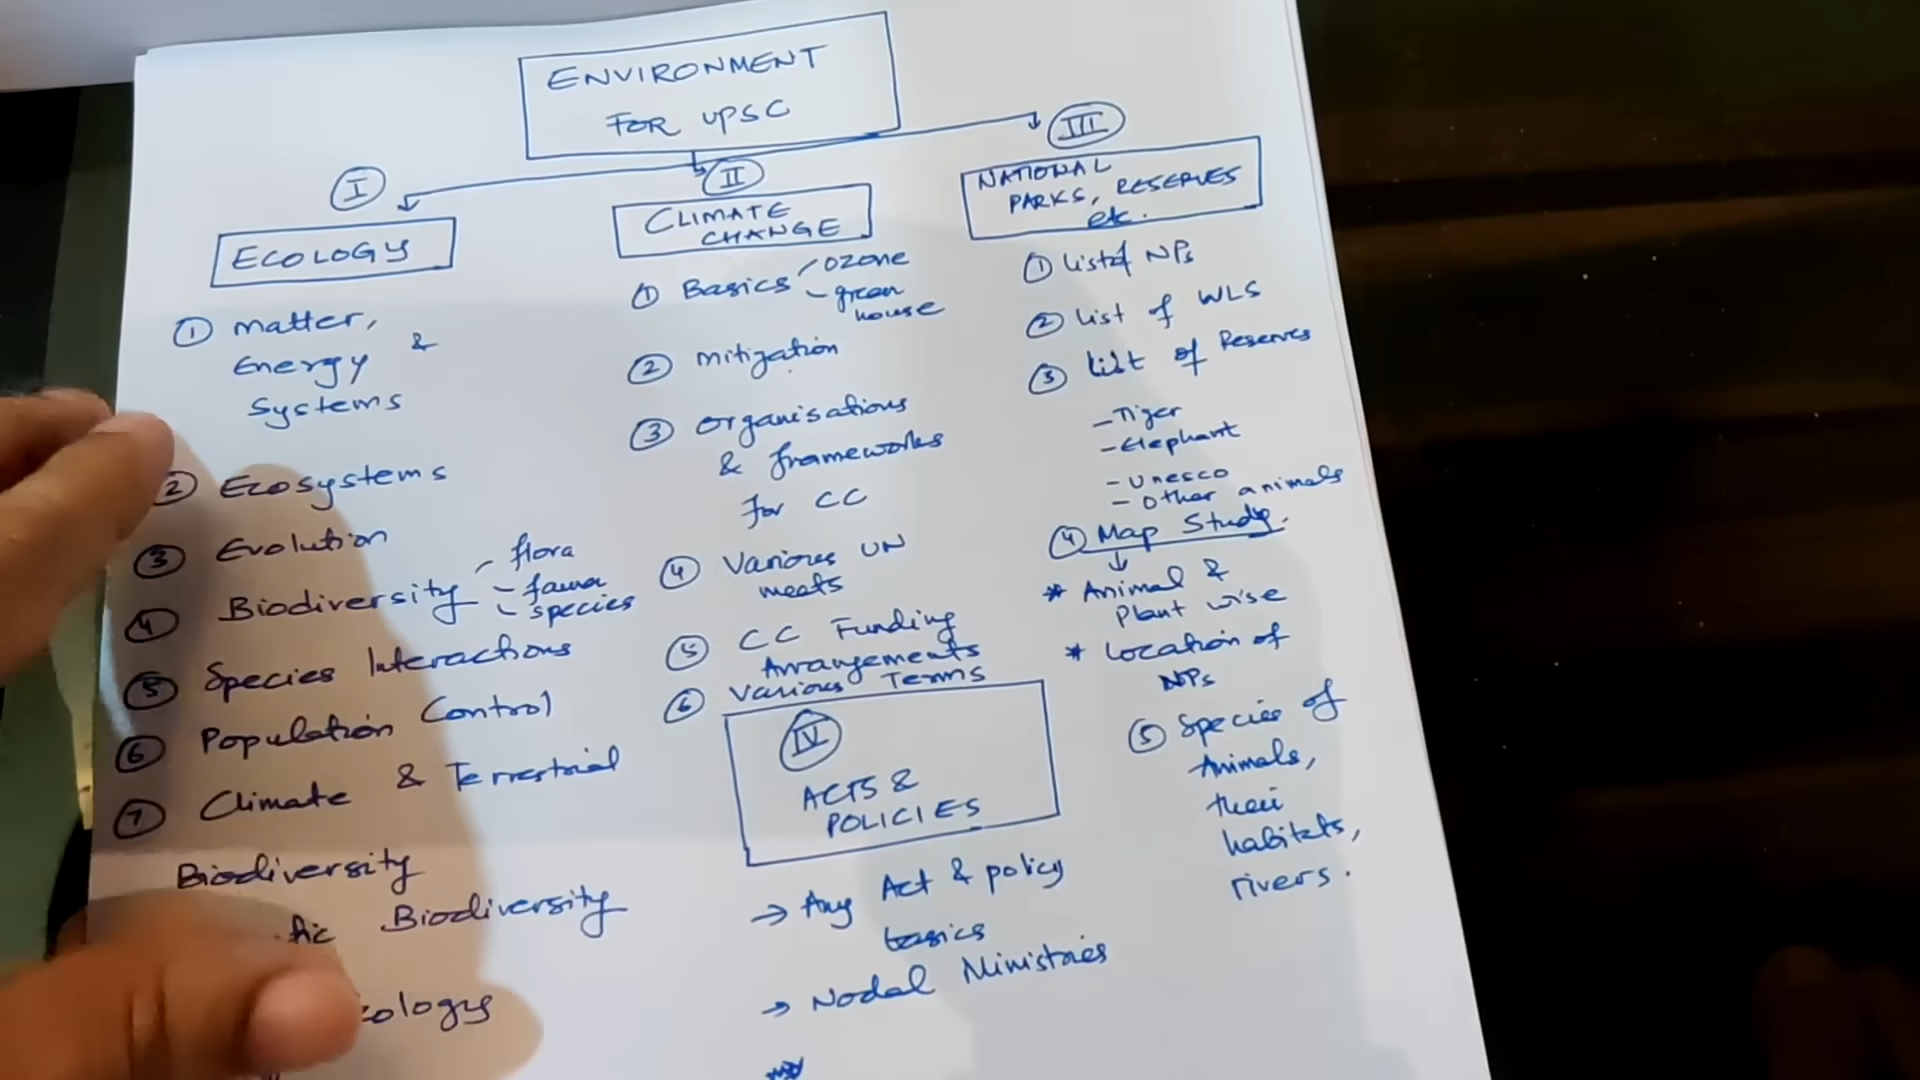 ENVIRONMENT
FOR UPSC
I
ECOLOGY
1 Matter,
Energy &
Systems
2 Ecosystems
3 Evolution
4 Biodiversity - flora
- fauna
- species
5 Species Interactions
6 Population Control
7 Climate & Terrestrial
Biodiversity
Biodiversity
II
CLIMATE
CHANGE
1 Basics - Ozone
- green
house
2 Mitigation
3 Organisations
& frameworks
for CC
4 Various UN
meets
5 CC Funding
Arrangements
6 Various Terms
III
NATIONAL
PARKS, RESERVES
etc.
1 List of NPs
2 List of WLS
3 List of Reserves
- Tiger
- Elephant
- Unesco
- Other animals
4 Map Study.
* Animal &
Plant wise
* Location of
NPs
5 Species of
Animals,
their
habitats,
rivers.
IV
ACTS &
POLICIES
→ Any Act & policy
basics
→ Nodal Ministries